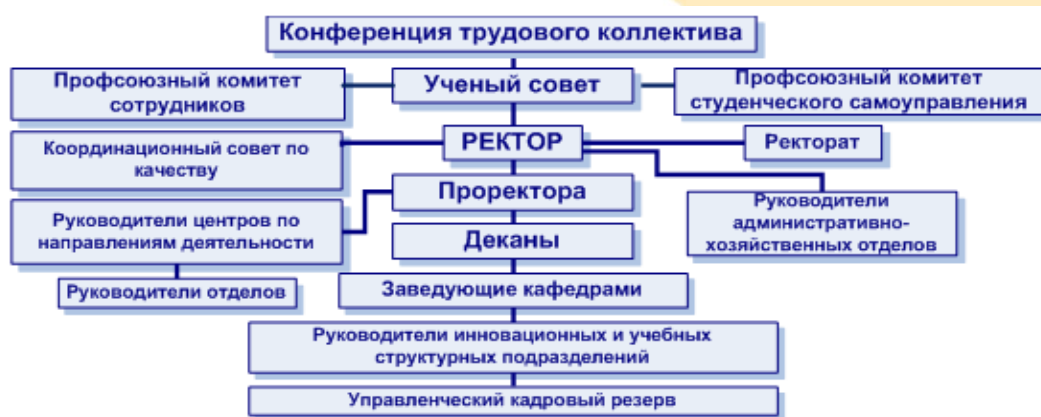 Конференция трудового коллектива
Профсоюзный комитет
сотрудников
Ученый совет
Профсоюзный комитет
студенческого самоуправления
Координационный совет по
качеству
РЕКТОР
Ректорат
Проректора
Руководители
административно-
хозяйственных отделов
Руководители центров по
направлениям деятельности
Деканы
Руководители отделов
Заведующие кафедрами
Руководители инновационных и учебных
структурных подразделений
Управленческий кадровый резерв